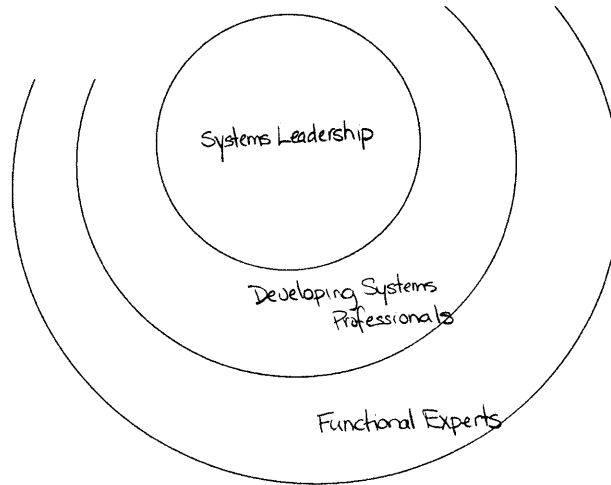 Systems Leadership
Developing Systems
Professionals
Functional Experts